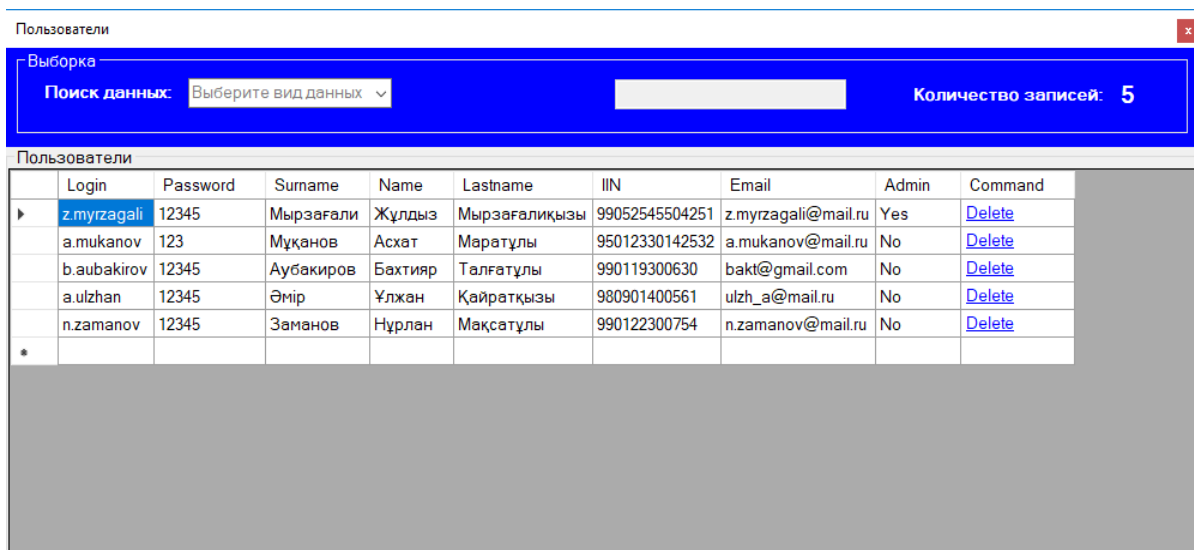 Пользователи
x
Выборка
Поиск данных: Выберите вид данных Количество записей: 5
Пользователи
Login Password Surname Name Lastname IIN Email Admin Command
z.myrzagali 12345 Мырзағали Жұлдыз Мырзағалиқызы 99052545504251 z.myrzagali@mail.ru Yes Delete
a.mukanov 123 Мұқанов Асхат Маратұлы 95012330142532 a.mukanov@mail.ru No Delete
b.aubakirov 12345 Аубакиров Бахтияр Талғатұлы 990119300630 bakt@gmail.com No Delete
a.ulzhan 12345 Әмір Ұлжан Қайратқызы 980901400561 ulzh_a@mail.ru No Delete
n.zamanov 12345 Заманов Нұрлан Мақсатұлы 990122300754 n.zamanov@mail.ru No Delete